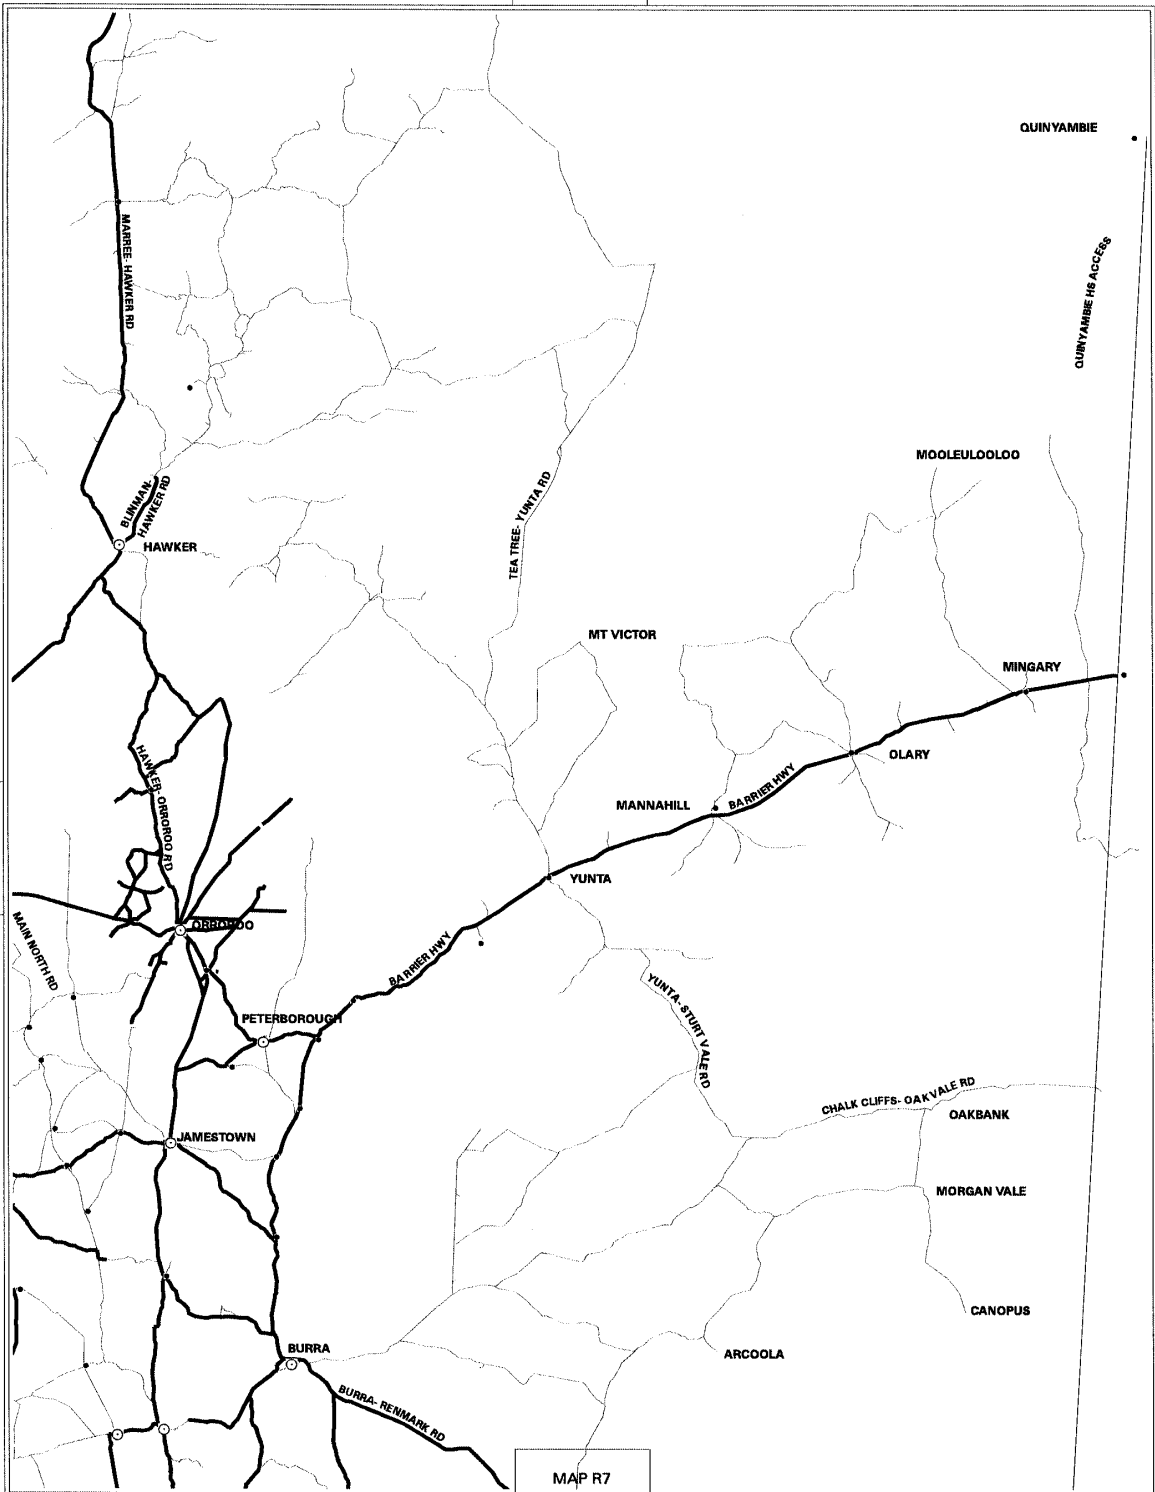 QUINYAMBIE
MARREE- HAWKER RD
QUINYAMBIE HS ACCESS
MOOLEULOOLOO
BLINMAN-
HAWKER RD
TEA TREE- YUNTA RD
HAWKER
MT VICTOR
MINGARY
HAWKER- ORROROO RD
OLARY
BARRIER HWY
MANNAHILL
YUNTA
MAIN NORTH RD
ORROROO
BARRIER HWY
YUNTA- STURT VALE RD
PETERBOROUGH
CHALK CLIFFS- OAKVALE RD
OAKBANK
JAMESTOWN
MORGAN VALE
CANOPUS
BURRA
ARCOOLA
BURRA- RENMARK RD
MAP R7